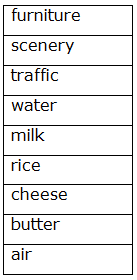 furniture
scenery
traffic
water
milk
rice
cheese
butter
air